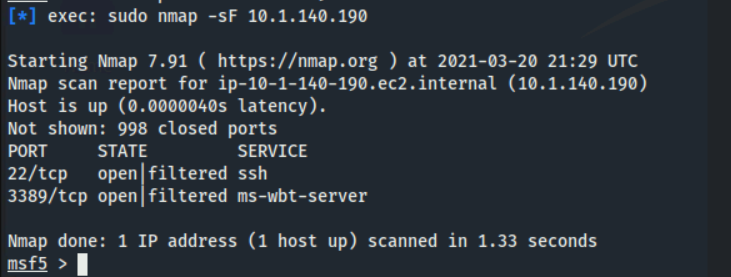 [*] exec: sudo nmap -sF 10.1.140.190
Starting Nmap 7.91 ( https://nmap.org ) at 2021-03-20 21:29 UTC
Nmap scan report for ip-10-1-140-190.ec2.internal (10.1.140.190)
Host is up (0.0000040s latency).
Not shown: 998 closed ports
PORT     STATE         SERVICE
22/tcp   open|filtered ssh
3389/tcp open|filtered ms-wbt-server
Nmap done: 1 IP address (1 host up) scanned in 1.33 seconds
msf5 >